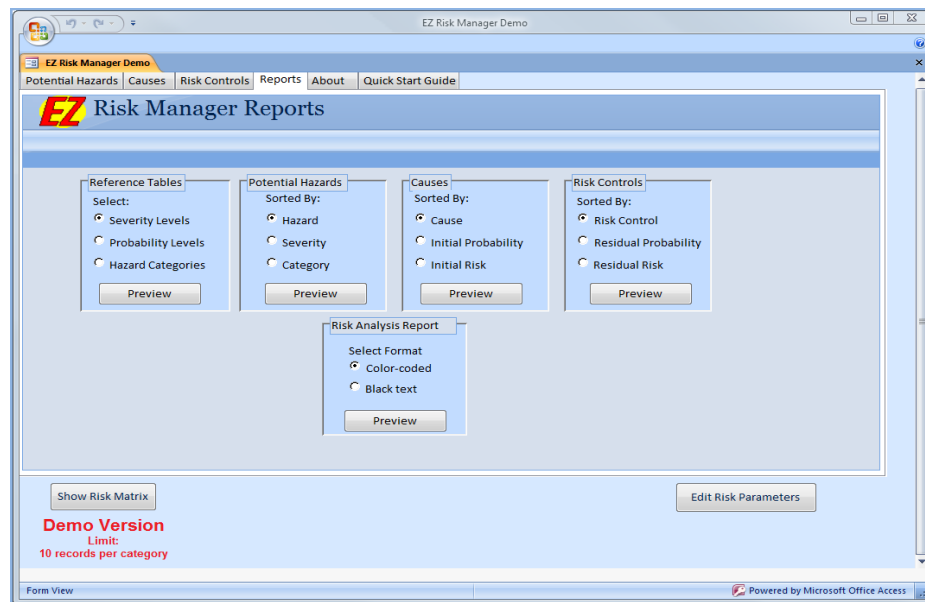 EZ Risk Manager Demo
EZ Risk Manager Demo
Potential Hazards Causes Risk Controls Reports About Quick Start Guide
EZ Risk Manager Reports
Reference Tables
Select:
Severity Levels
Probability Levels
Hazard Categories
Preview
Potential Hazards
Sorted By:
Hazard
Severity
Category
Preview
Causes
Sorted By:
Cause
Initial Probability
Initial Risk
Preview
Risk Controls
Sorted By:
Risk Control
Residual Probability
Residual Risk
Preview
Risk Analysis Report
Select Format
Color-coded
Black text
Preview
Show Risk Matrix
Edit Risk Parameters
Demo Version
Limit:
10 records per category
Form View
Powered by Microsoft Office Access